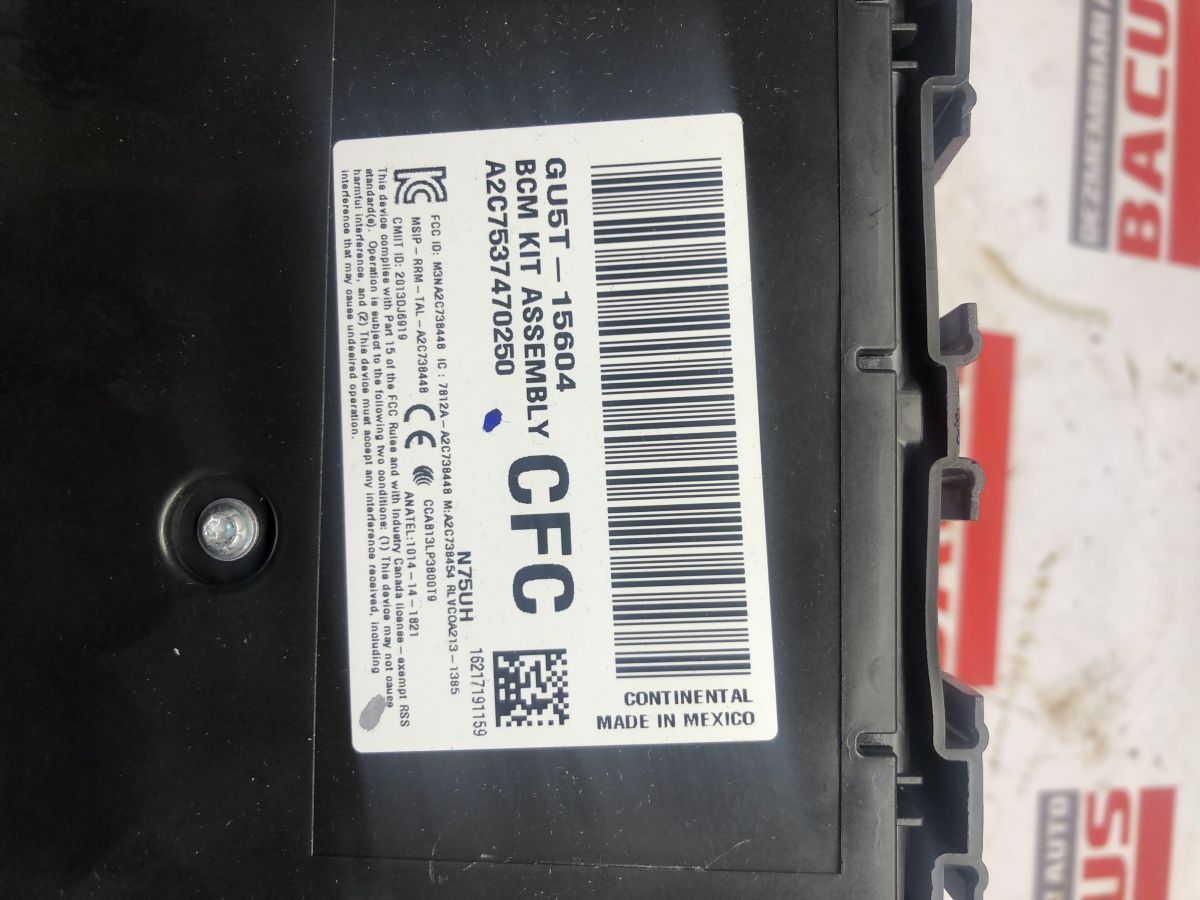 GU5T-15604
BCM KIT ASSEMBLY
A2C7537470250
CFC
CONTINENTAL
MADE IN MEXICO
N75UH
16217191159
FCC ID: M3NA2C738448 IC: 7812A-A2C738448 M:A2C738454 RLVCOA213-1385
MSIP-RRM-TAL-A2C738448 CE CCAB13LP3800T9
CMIIT ID: 2013DJ6919 ANATEL:1014-14-1821
This device complies with Part 15 of the FCC Rules and with Industry Canada license-exempt RSS
standard(s). Operation is subject to the following two conditions: (1) This device may not cause
harmful interference, and (2) This device must accept any interference received, including
interference that may cause undesired operation.
DEZMEMBRARI A
BACU
I AUTO
US